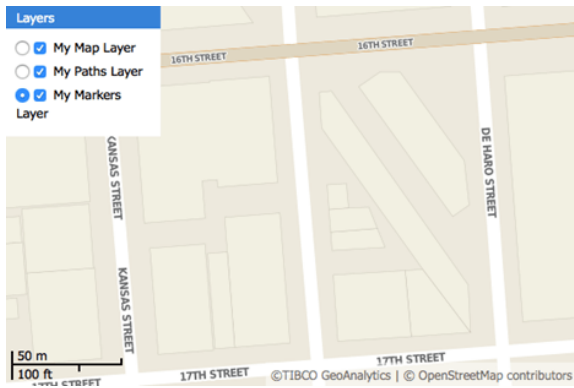 Layers
My Map Layer
My Paths Layer
My Markers
Layer
16TH STREET
16TH STREET
KANSAS STREET
DE HARO STREET
KANSAS STREET
50 m
100 ft
17TH STREET
17TH STREET
17TH STREET
©TIBCO GeoAnalytics | © OpenStreetMap contributors